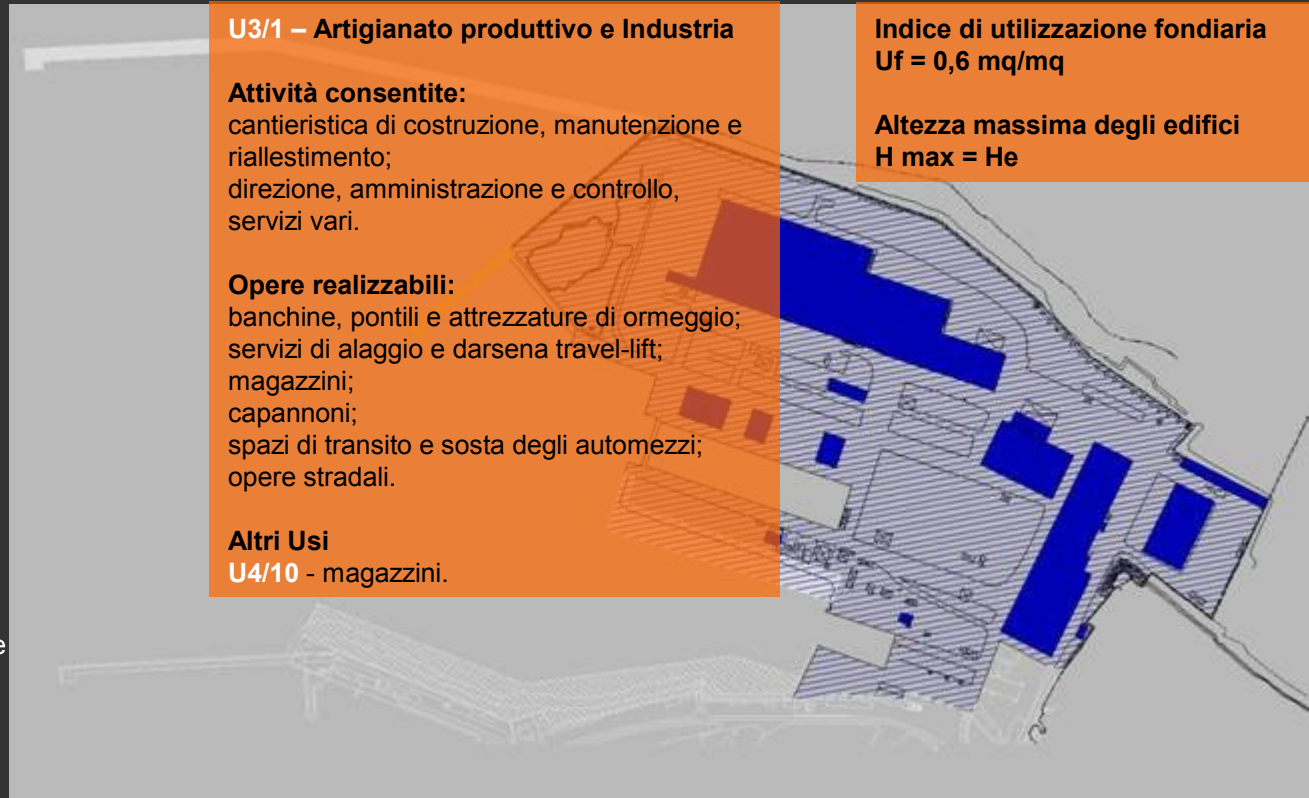 U3/1 – Artigianato produttivo e Industria
Attività consentite:
cantieristica di costruzione, manutenzione e
riallestimento;
direzione, amministrazione e controllo,
servizi vari.
Opere realizzabili:
banchine, pontili e attrezzature di ormeggio;
servizi di alaggio e darsena travel-lift;
magazzini;
capannoni;
spazi di transito e sosta degli automezzi;
opere stradali.
Altri Usi
U4/10 - magazzini.
Indice di utilizzazione fondiaria
Uf = 0,6 mq/mq
Altezza massima degli edifici
H max = He
e